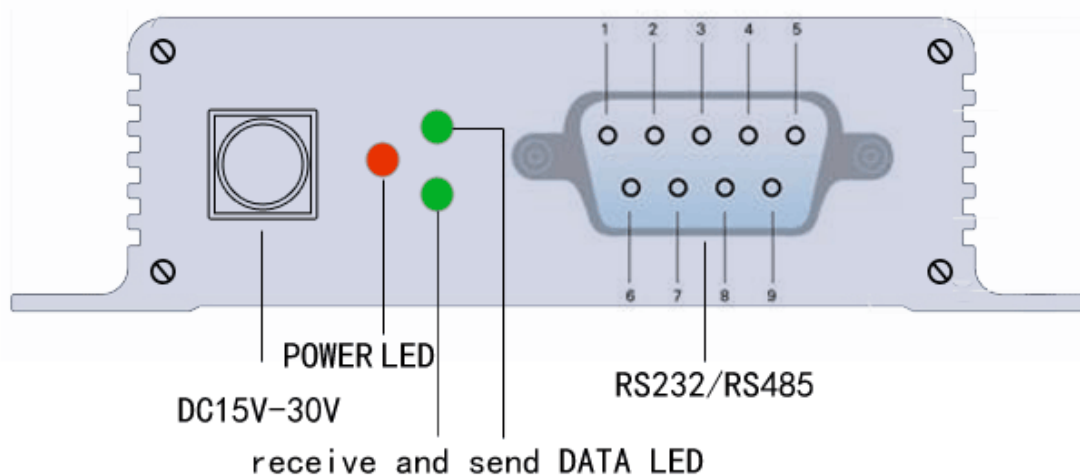 1 2 3 4 5
6 7 8 9
POWER LED
RS232/RS485
DC15V-30V
receive and send DATA LED